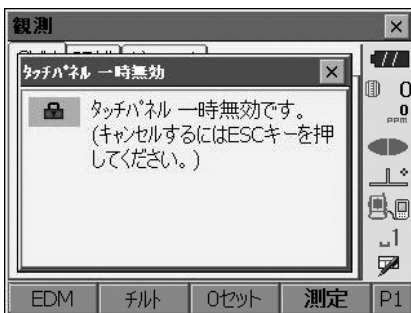 観測
ﾀｯﾁﾊﾟﾈﾙ 一時無効
ﾀｯﾁﾊﾟﾈﾙ 一時無効です。
(ｷｬﾝｾﾙするにはESCｷｰを押
してください。)
0
0
ppm
1
EDM
ﾁﾙﾄ
0ｾｯﾄ
測定
P1